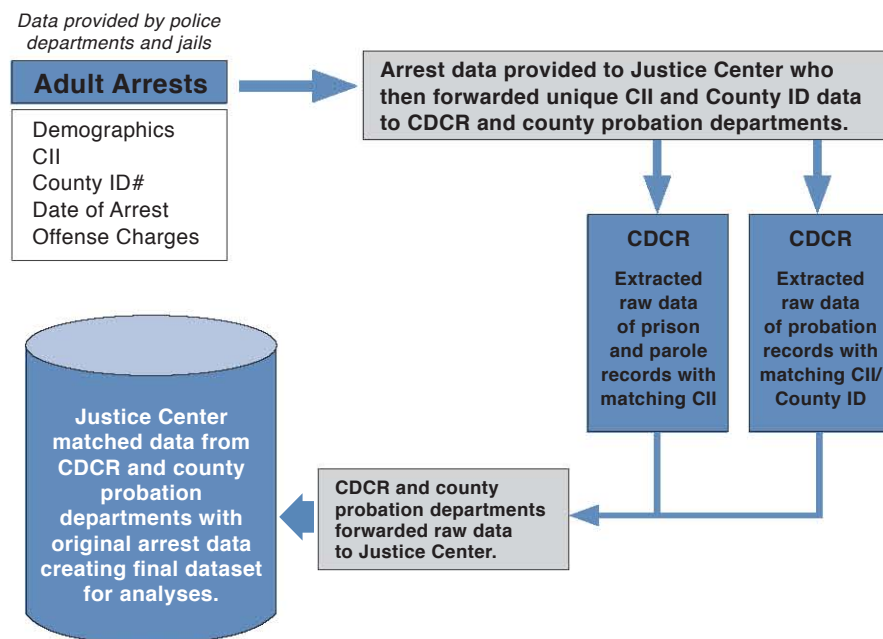 Data provided by police
departments and jails
Adult Arrests
Demographics
CII
County ID#
Date of Arrest
Offense Charges
Arrest data provided to Justice Center who
then forwarded unique CII and County ID data
to CDCR and county probation departments.
CDCR
Extracted
raw data
of prison
and parole
records with
matching CII
CDCR
Extracted
raw data
of probation
records with
matching CII/
County ID
CDCR and county
probation departments
forwarded raw data
to Justice Center.
Justice Center
matched data from
CDCR and county
probation
departments with
original arrest data
creating final dataset
for analyses.